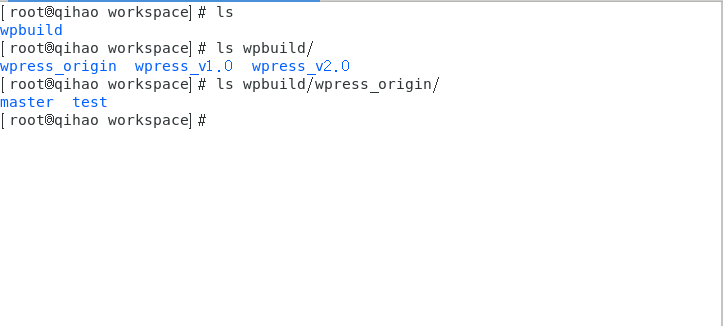 [root@qihao workspace]# ls
wpbuild
[root@qihao workspace]# ls wpbuild/
wpress_origin  wpress_v1.0  wpress_v2.0
[root@qihao workspace]# ls wpbuild/wpress_origin/
master  test
[root@qihao workspace]#